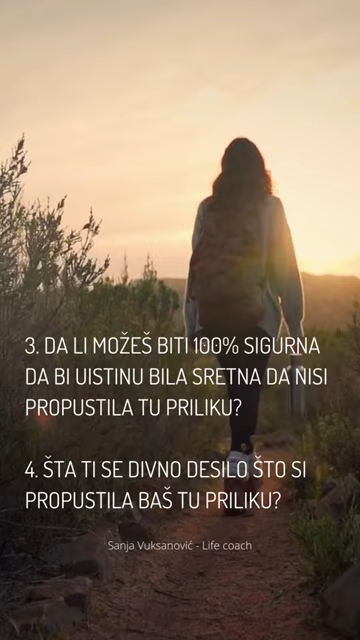 3. DA LI MOŽEŠ BITI 100% SIGURNA
DA BI UISTINU BILA SRETNA DA NISI
PROPUSTILA TU PRILIKU?
4. ŠTA TI SE DIVNO DESILO ŠTO SI
PROPUSTILA BAŠ TU PRILIKU?
Sanja Vuksanović - Life coach